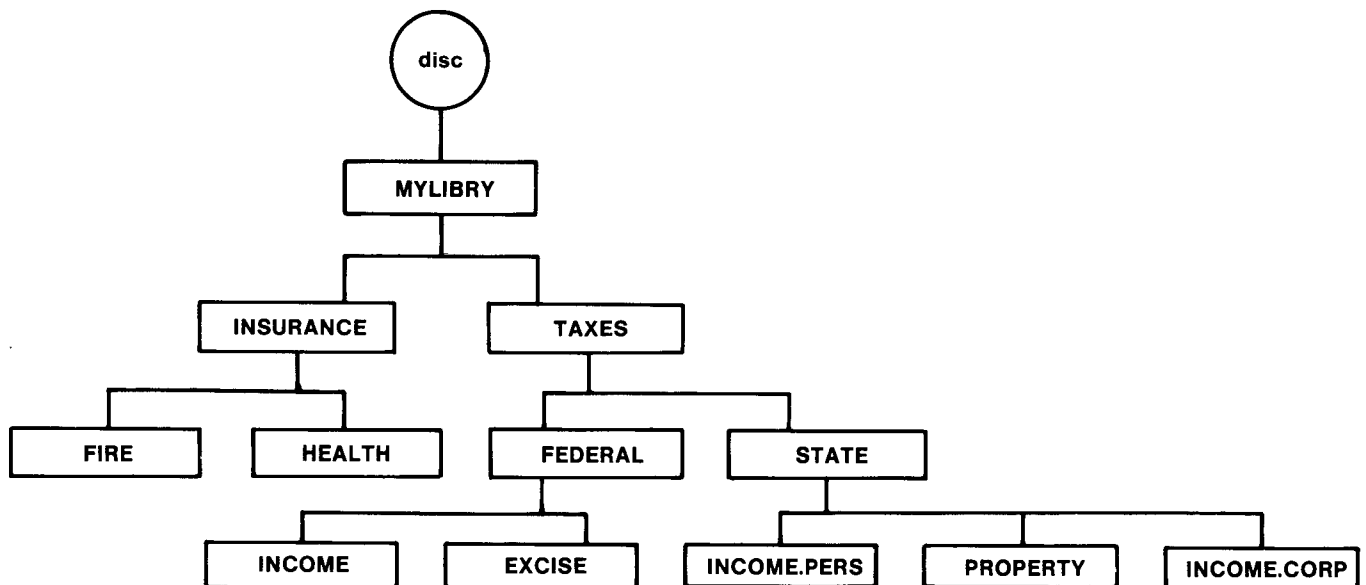 disc
MYLIBRY
INSURANCE
TAXES
FIRE
HEALTH
FEDERAL
STATE
INCOME
EXCISE
INCOME.PERS
PROPERTY
INCOME.CORP